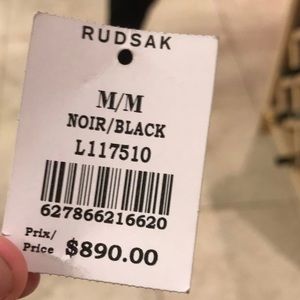 RUDSAK
M/M
NOIR/BLACK
L117510
627866216620
Prix/
Price $890.00